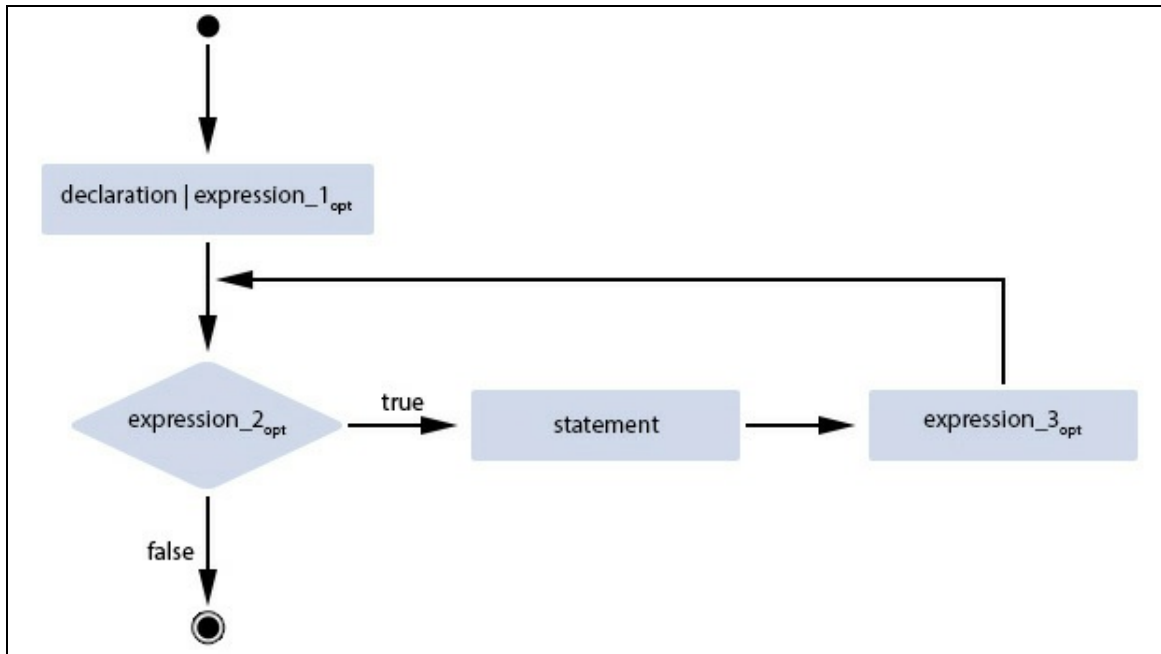 declaration | expression_1opt
expression_2opt
true
statement
expression_3opt
false